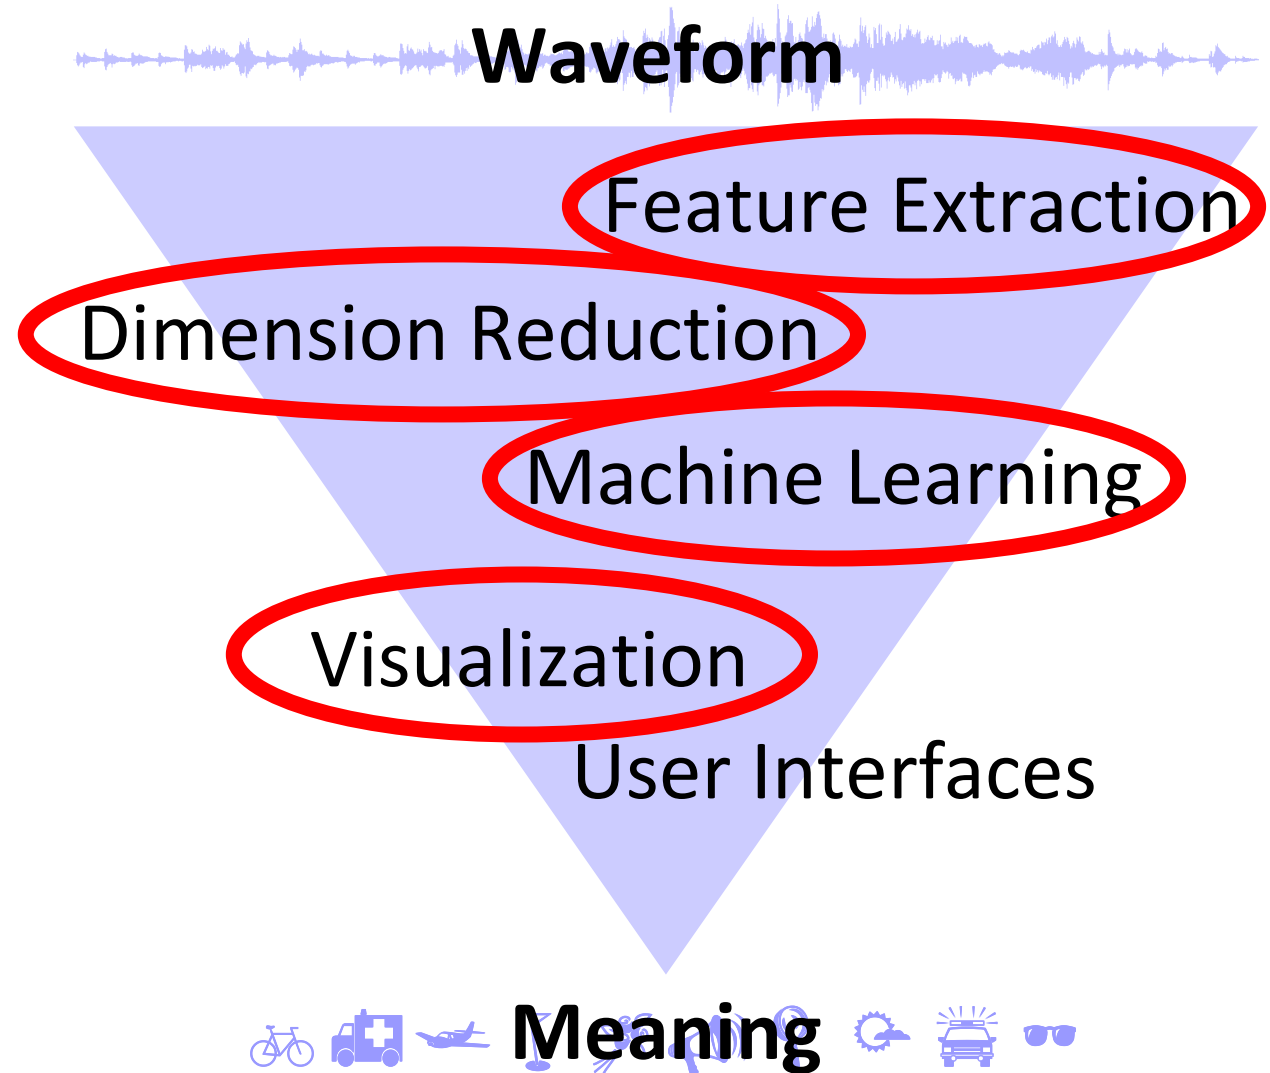 Waveform
Feature Extraction
Dimension Reduction
Machine Learning
Visualization
User Interfaces
Meaning